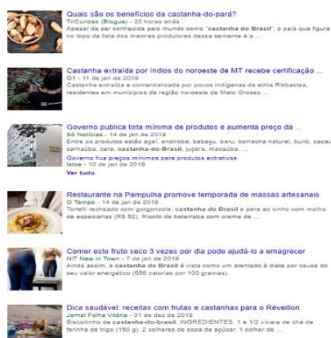 Quais são os benefícios da castanha-do-pará?
TriCurioso (Blogue) - 20 horas atrás
Apesar de ser conhecida pelo mundo como "castanha do Brasil", o país que figura
no topo da lista dos maiores produtores dessa semente é a ...
Castanha extraída por índios do noroeste de MT recebe certificação ...
G1 - 11 de jan de 2019
Castanha extraída e comercializada por povos indígenas da etnia Rikbaktsa,
residentes em municípios da região noroeste de Mato Grosso ...
Governo publica lista mínima de produtos e aumenta preço da ...
Só Notícias - 14 de jan de 2019
Entre os produtos estão açaí, andiroba, babaçu, baru, borracha natural, buriti, cacau,
carnaúba, cera, castanha-do-Brasil, juçara, macaúba, ...
Governo fixa preços mínimos para produtos extrativos
Istoe - 10 de jan de 2019
Ver tudo
Restaurante na Pampulha promove temporada de massas artesanais
O Tempo - 14 de jan de 2019
Tortelli recheado com gorgonzola, castanha do Brasil e pera ao vinho com molho
de especiarias (R$ 52). Risoto de beterraba com creme de ...
Comer este fruto seco 3 vezes por dia pode ajudá-lo a emagrecer
NiT New in Town - 7 de jan de 2019
Ainda assim, a castanha do Brasil é vista como um atentado à dieta por causa do
seu valor energético (656 calorias por 100 gramas).
Dica saudável: receitas com frutas e castanhas para o Réveillon
Jornal Folha Vitória - 31 de dez de 2018
Biscoitinho de castanha-do-brasil. INGREDIENTES. 1 e 1/2 xícara de chá de
farinha de trigo (180 g). 2 colheres de sopa de açúcar. 1 colher de ...